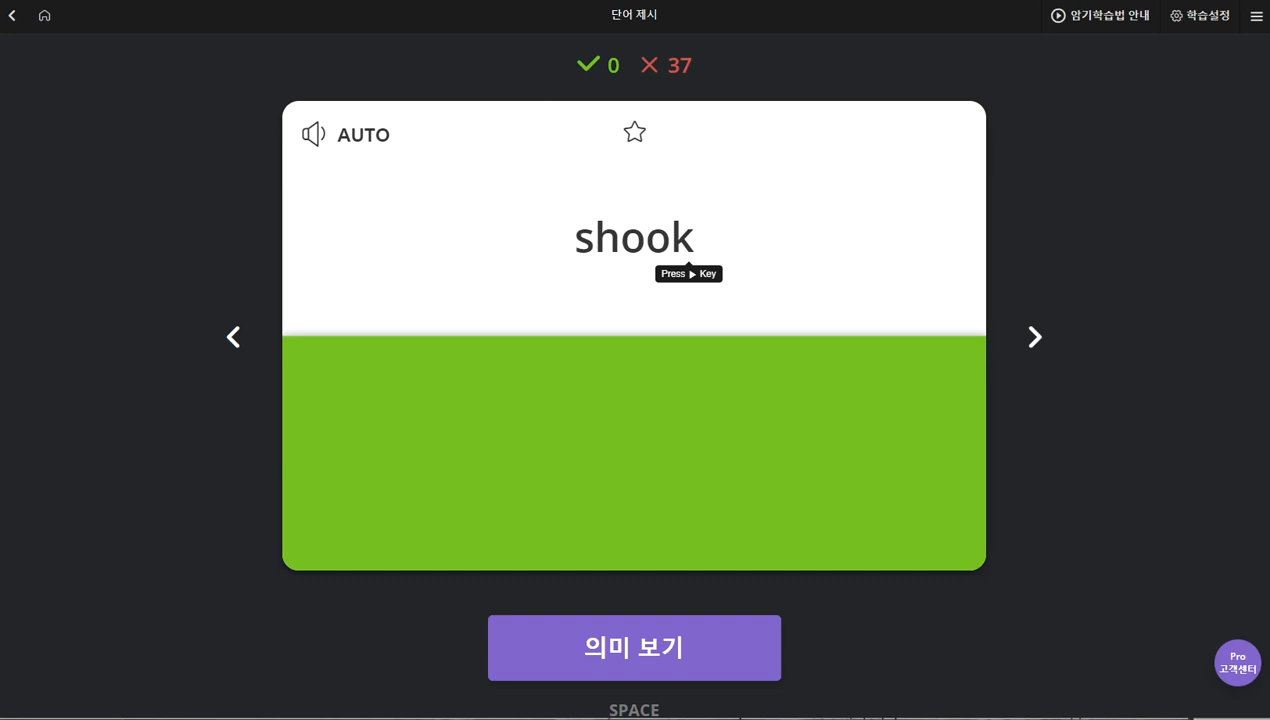 단어 제시
암기학습법 안내
학습설정
0
37
AUTO
shook
Press ▶ Key
의미 보기
SPACE
Pro
고객센터